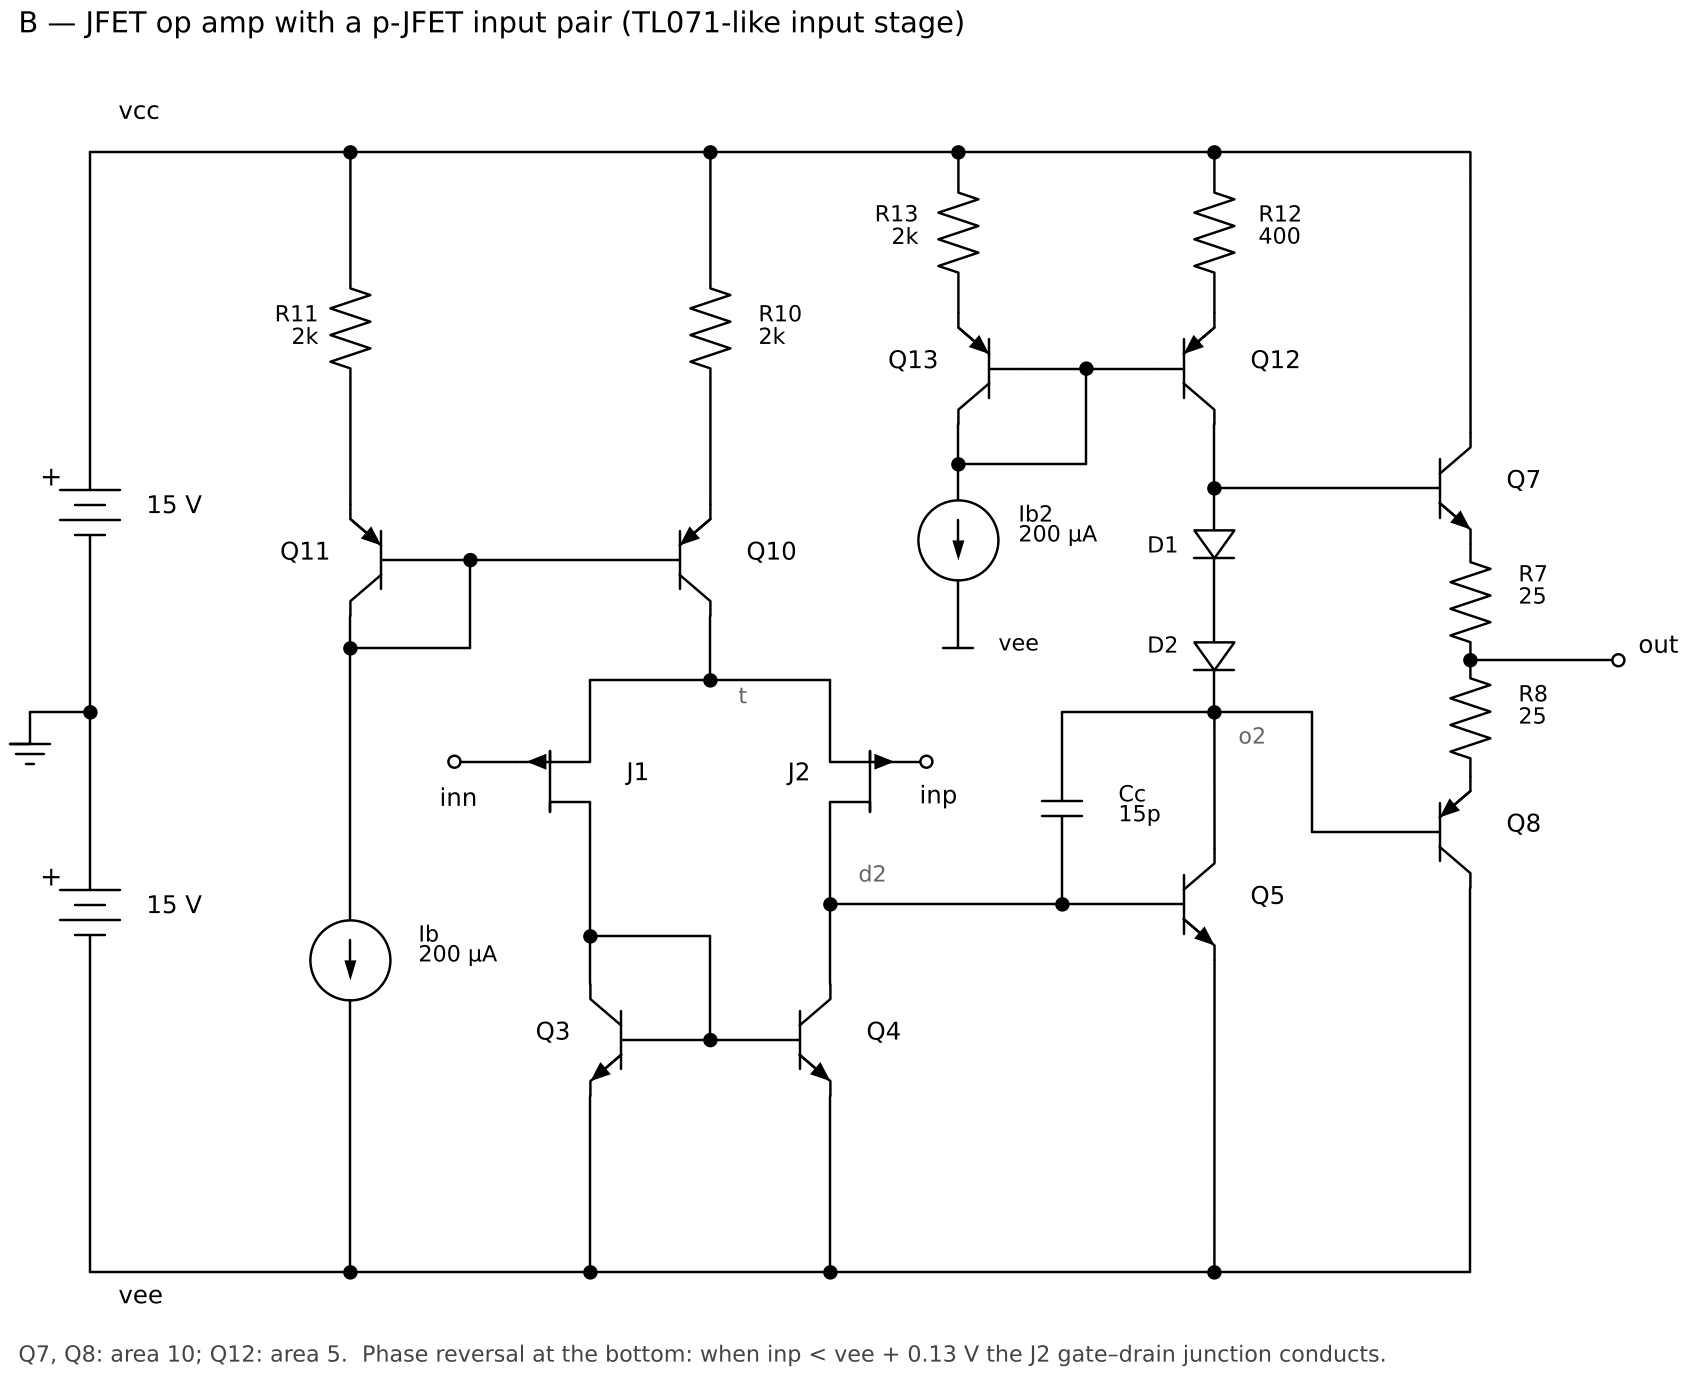 B — JFET op amp with a p-JFET input pair (TL071-like input stage)
vcc
R13
2k
R12
400
R11
2k
R10
2k
Q13
Q12
+
15 V
Q7
Q11
Q10
Ib2
200 µA
D1
R7
25
vee
D2
out
t
R8
25
o2
J1
J2
inn
inp
Cc
15p
Q8
+
15 V
d2
Q5
Ib
200 µA
Q3
Q4
vee
Q7, Q8: area 10; Q12: area 5.  Phase reversal at the bottom: when inp < vee + 0.13 V the J2 gate–drain junction conducts.